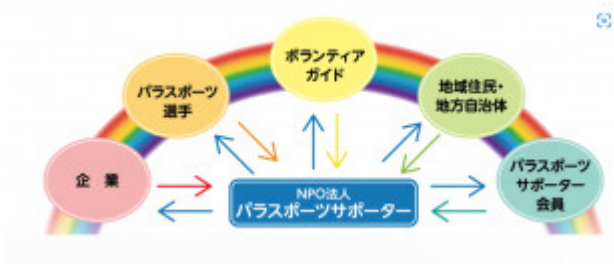 ボランティア
ガイド
パラスポーツ
選手
地域住民・
地方自治体
企　業
パラスポーツ
サポーター
会員
NPO法人
パラスポーツサポーター